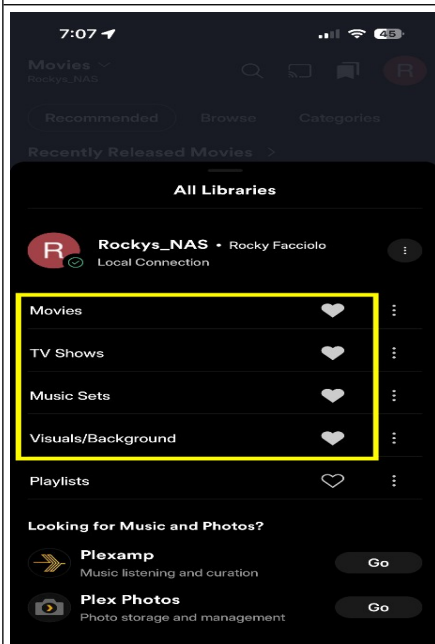 7:07
45
Movies
Rockys_NAS
R
Recommended Browse Categories
Recently Released Movies >
All Libraries
R
Rockys_NAS • Rocky Facciolo
Local Connection
Movies
TV Shows
Music Sets
Visuals/Background
Playlists
Looking for Music and Photos?
Plexamp
Music listening and curation
Go
Plex Photos
Photo storage and management
Go